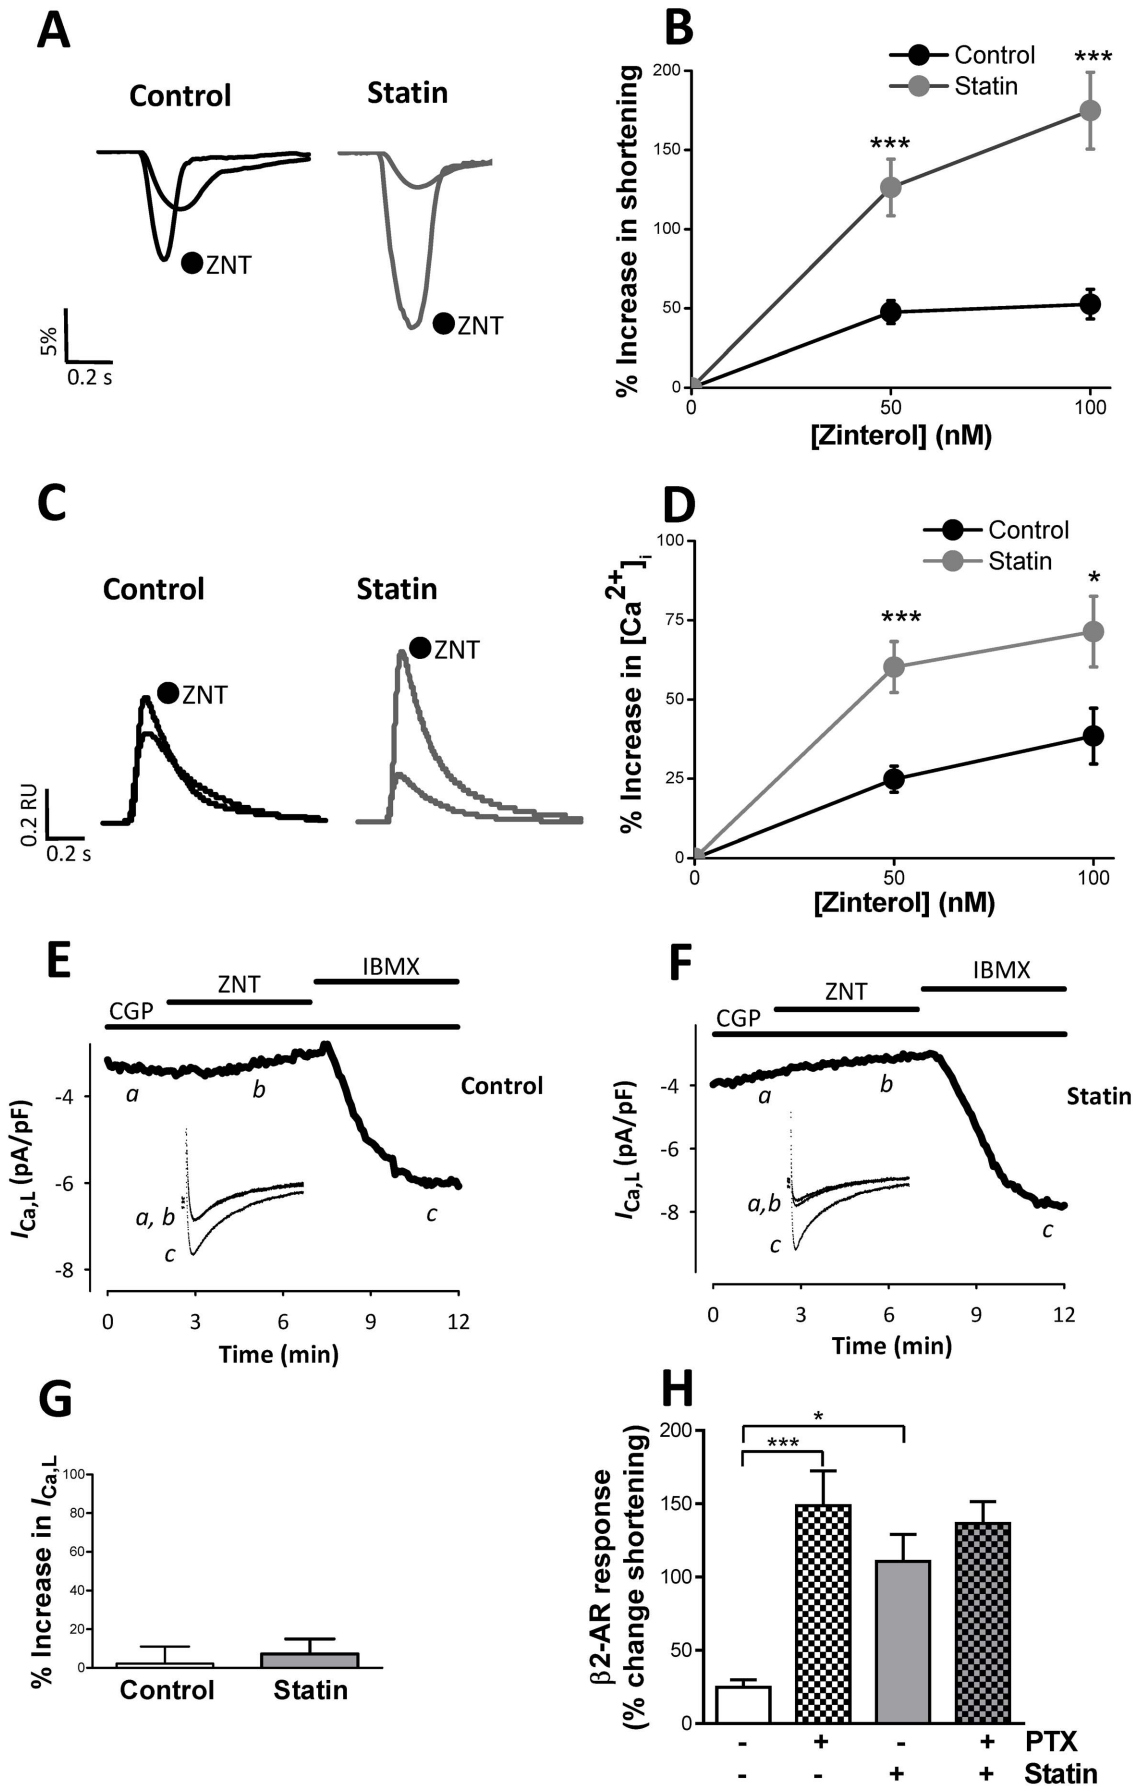 A
Control
Statin
ZNT
ZNT
5%
0.2 s
B
Control
Statin
***
***
200
150
100
50
0
% Increase in shortening
0 50 100
[Zinterol] (nM)
C
Control
Statin
ZNT
ZNT
0.2 RU
0.2 s
D
Control
Statin
***
*
100
75
50
25
0
% Increase in [Ca2+]i
0 50 100
[Zinterol] (nM)
E
IBMX
ZNT
CGP
Control
a
b
c
a, b
c
-4
-6
-8
ICa,L (pA/pF)
0 3 6 9 12
Time (min)
F
IBMX
ZNT
CGP
Statin
a
b
c
a,b
c
-4
-6
-8
ICa,L (pA/pF)
0 3 6 9 12
Time (min)
G
100
80
60
40
20
0
% Increase in ICa,L
Control Statin
H
*
***
200
150
100
50
0
β2-AR response
(% change shortening)
- + - + PTX
- - + + Statin